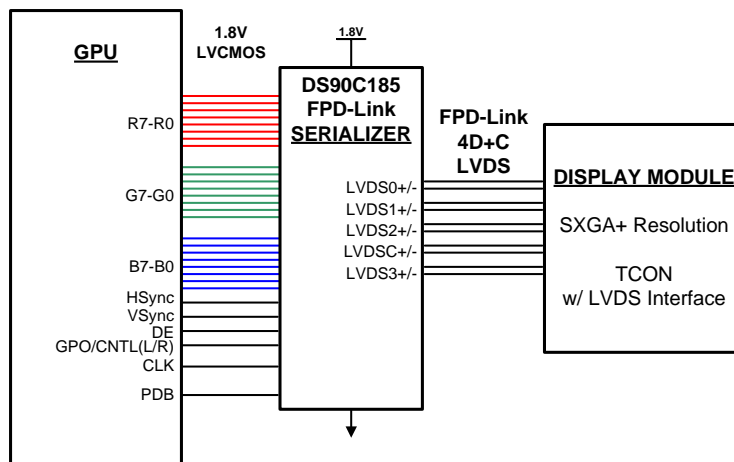 GPU
1.8V
LVCMOS
R7-R0
G7-G0
B7-B0
HSync
VSync
DE
GPO/CNTL(L/R)
CLK
PDB
1.8V
DS90C185
FPD-Link
SERIALIZER
LVDS0+/-
LVDS1+/-
LVDS2+/-
LVDSC+/-
LVDS3+/-
FPD-Link
4D+C
LVDS
DISPLAY MODULE
SXGA+ Resolution
TCON
w/ LVDS Interface